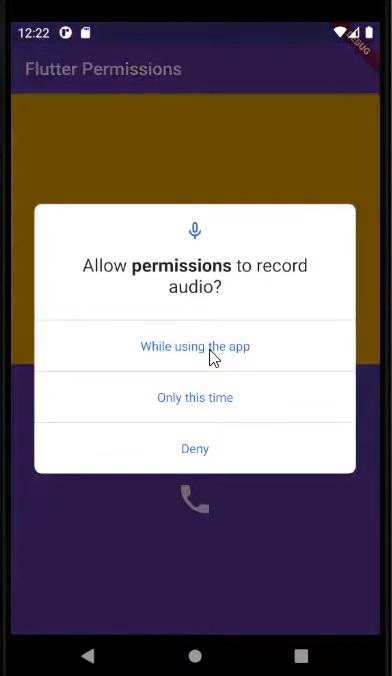 12:22
DEBUG
Flutter Permissions
Allow permissions to record
audio?
While using the app
Only this time
Deny